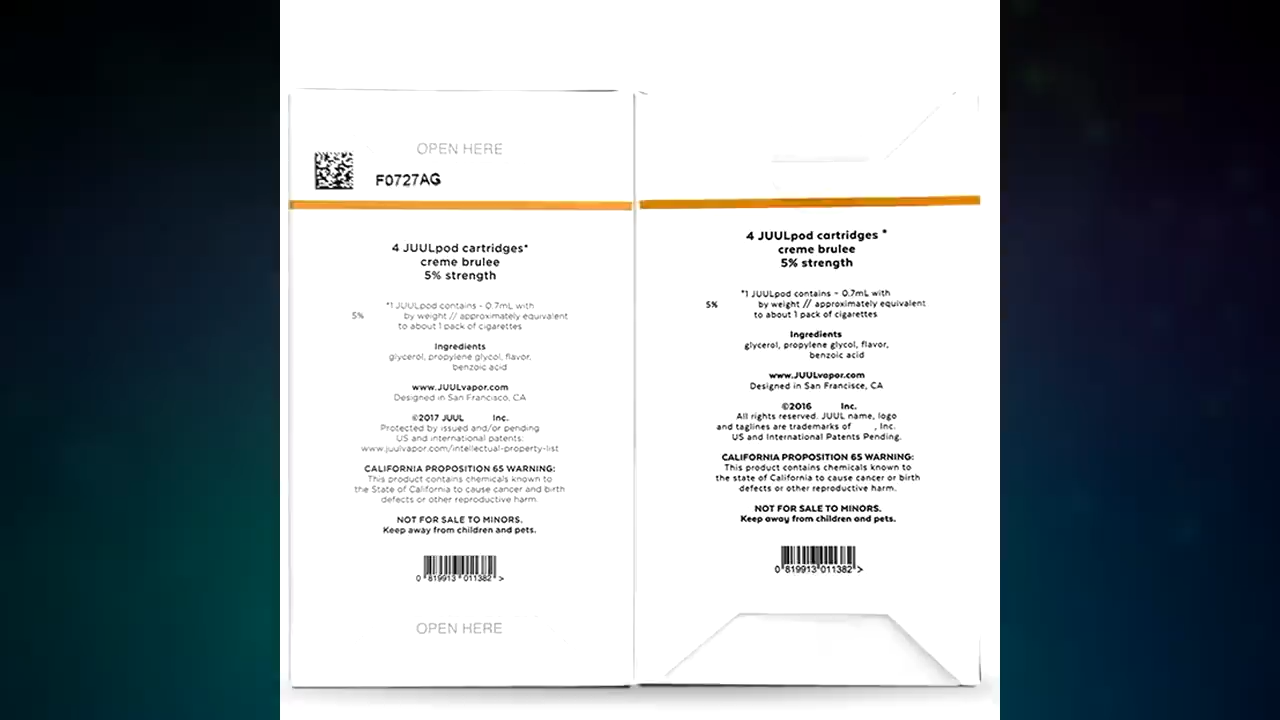 OPEN HERE
F0727AG
4 JUULpod cartridges*
creme brulee
5% strength
*1 JUULpod contains ~ 0.7mL with
5% by weight // approximately equivalent
to about 1 pack of cigarettes
Ingredients
glycerol, propylene glycol, flavor,
benzoic acid
www.JUULvapor.com
Designed in San Francisco, CA
©2017 JUUL Inc.
Protected by issued and/or pending
US and international patents:
www.juulvapor.com/intellectual-property-list
CALIFORNIA PROPOSITION 65 WARNING:
This product contains chemicals known to
the State of California to cause cancer and birth
defects or other reproductive harm.
NOT FOR SALE TO MINORS.
Keep away from children and pets.
0 819913 011382 >
OPEN HERE
4 JUULpod cartridges *
creme brulee
5% strength
*1 JUULpod contains ~ 0.7mL with
5% by weight // approximately equivalent
to about 1 pack of cigarettes
Ingredients
glycerol, propylene glycol, flavor,
benzoic acid
www.JUULvapor.com
Designed in San Francisce, CA
©2016 Inc.
All rights reserved. JUUL name, logo
and taglines are trademarks of , Inc.
US and International Patents Pending.
CALIFORNIA PROPOSITION 65 WARNING:
This product contains chemicals known to
the state of California to cause cancer or birth
defects or other reproductive harm.
NOT FOR SALE TO MINORS.
Keep away from children and pets.
0 819913 011382 >